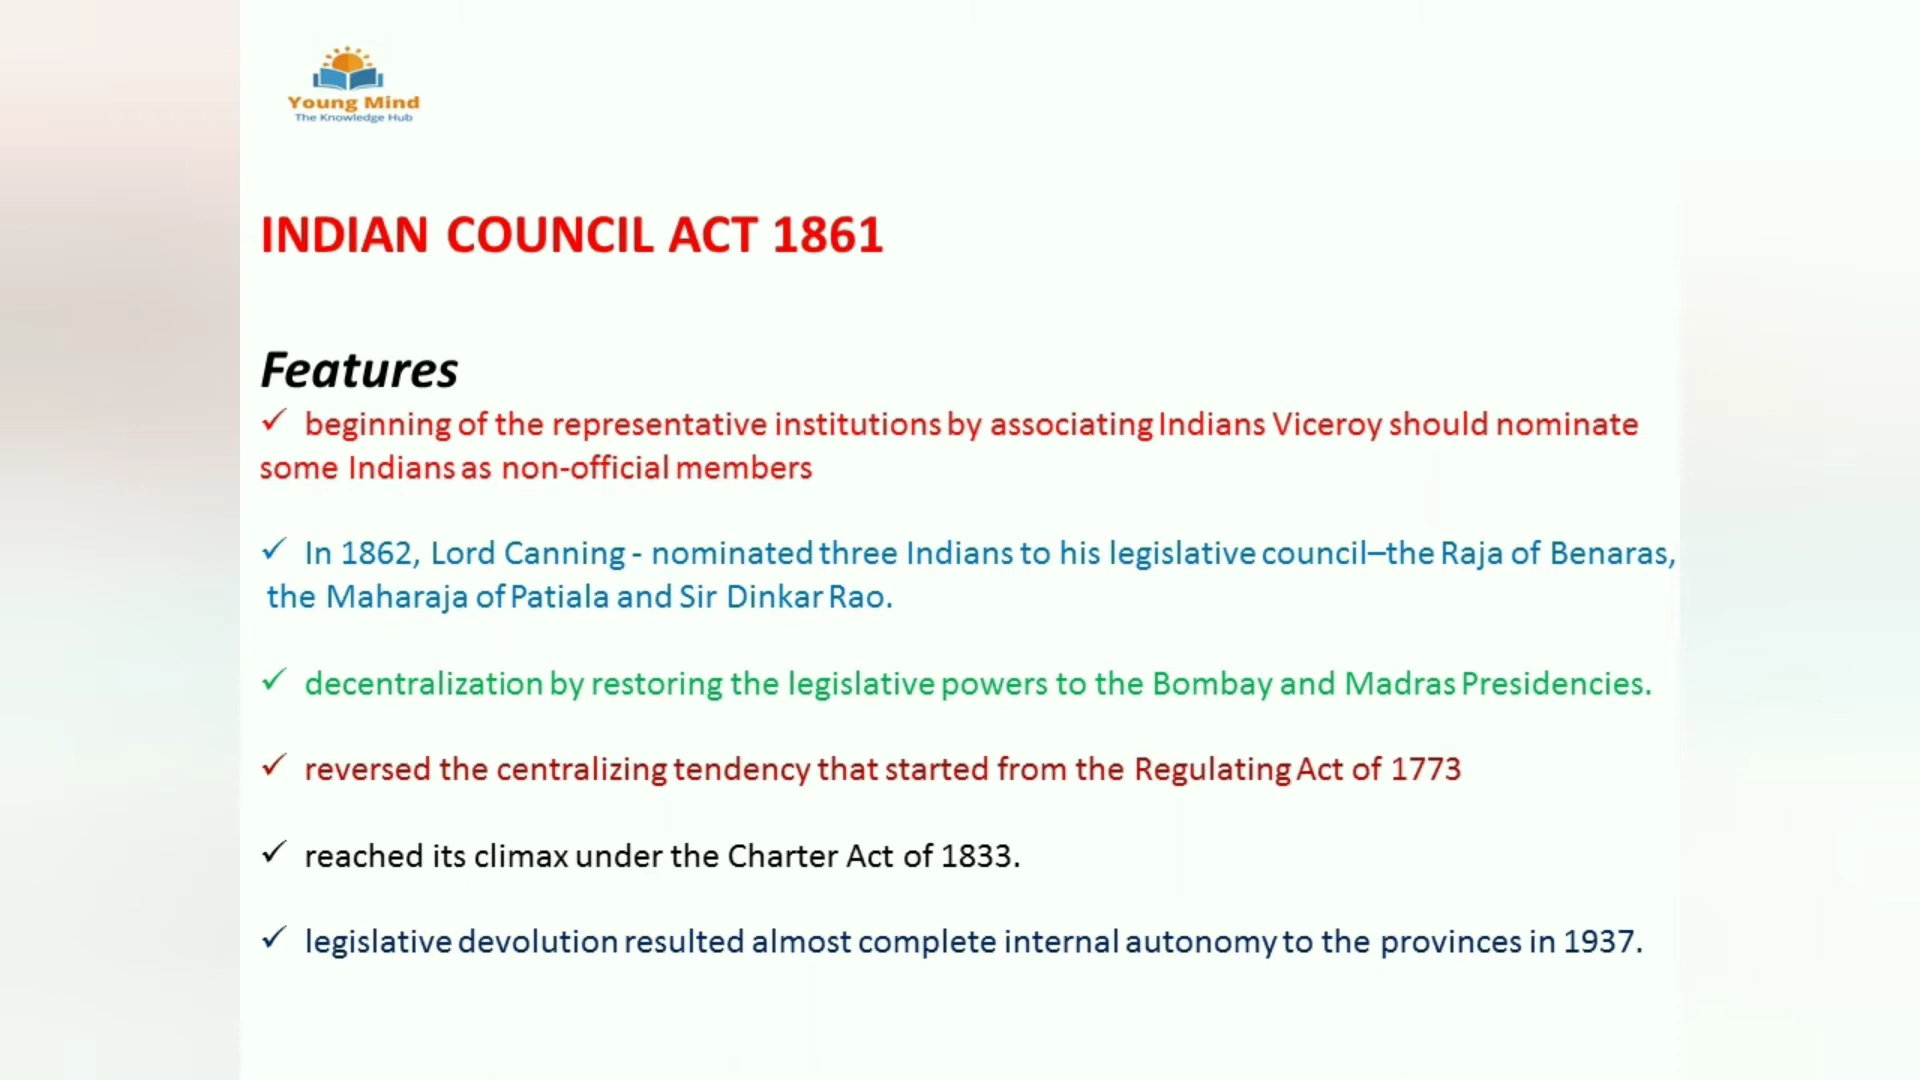 Young Mind
The Knowledge Hub
INDIAN COUNCIL ACT 1861
Features
✓ beginning of the representative institutions by associating Indians Viceroy should nominate
some Indians as non-official members
✓ In 1862, Lord Canning - nominated three Indians to his legislative council–the Raja of Benaras,
the Maharaja of Patiala and Sir Dinkar Rao.
✓ decentralization by restoring the legislative powers to the Bombay and Madras Presidencies.
✓ reversed the centralizing tendency that started from the Regulating Act of 1773
✓ reached its climax under the Charter Act of 1833.
✓ legislative devolution resulted almost complete internal autonomy to the provinces in 1937.